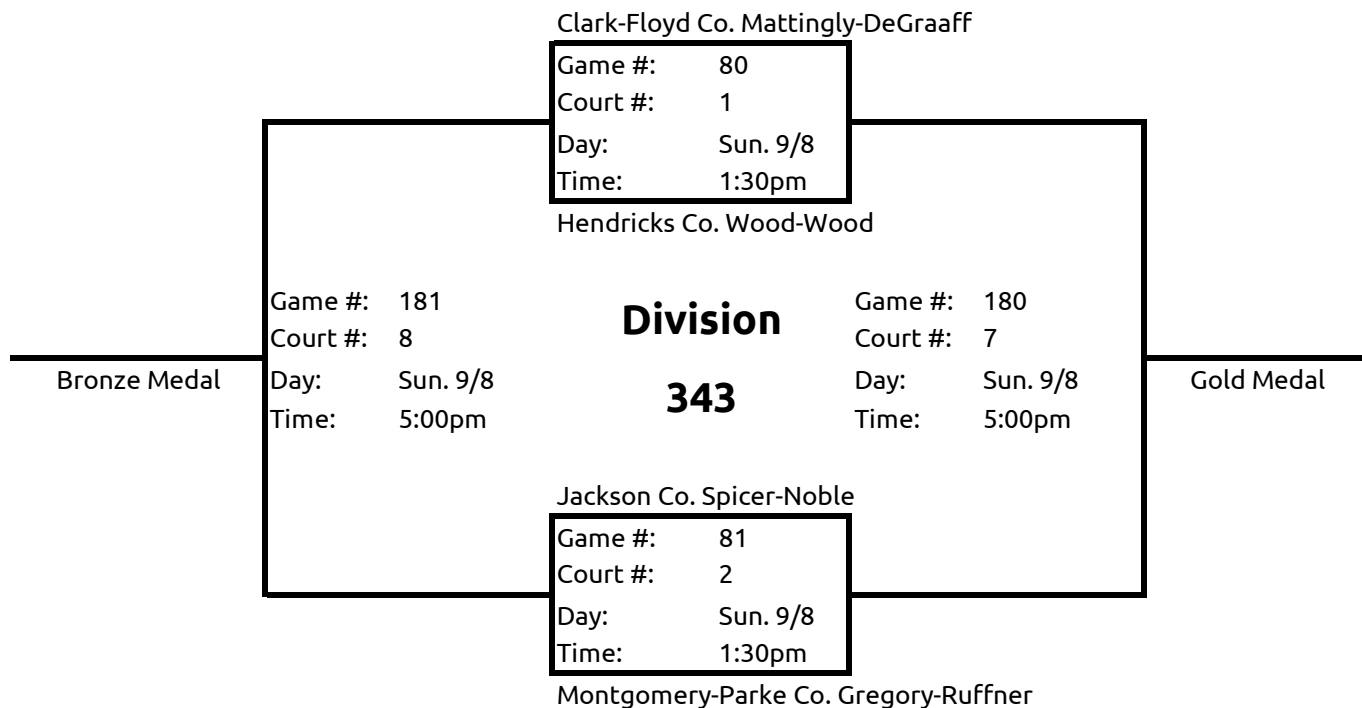 Clark-Floyd Co. Mattingly-DeGraaff
Game #: 80
Court #: 1
Day: Sun. 9/8
Time: 1:30pm
Hendricks Co. Wood-Wood
Game #: 181
Court #: 8
Day: Sun. 9/8
Time: 5:00pm
Bronze Medal
Division
343
Game #: 180
Court #: 7
Day: Sun. 9/8
Time: 5:00pm
Gold Medal
Jackson Co. Spicer-Noble
Game #: 81
Court #: 2
Day: Sun. 9/8
Time: 1:30pm
Montgomery-Parke Co. Gregory-Ruffner